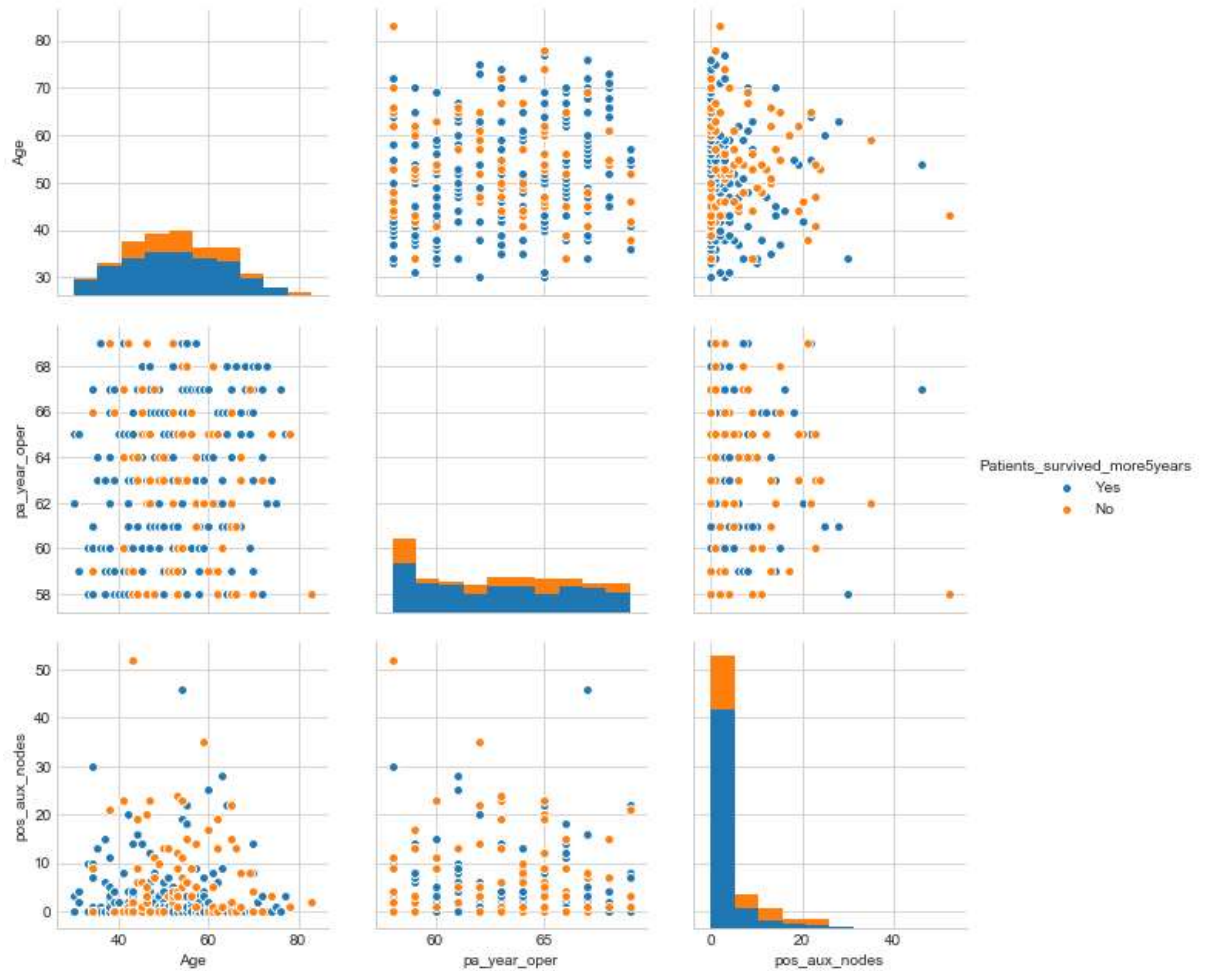 80
70
60
Age
50
40
30
68
66
pa_year_oper
64
62
60
58
Patients_survived_more5years
Yes
No
50
40
pos_aux_nodes
30
20
10
0
40 60 80 60 65 0 20 40
Age pa_year_oper pos_aux_nodes